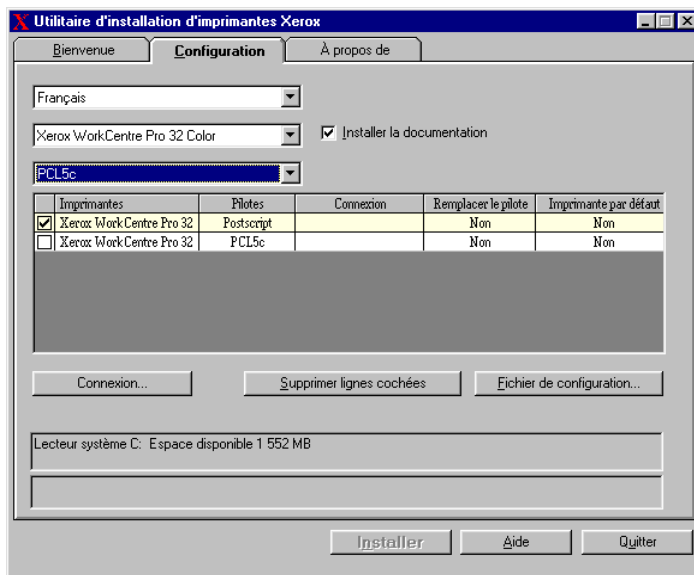 X Utilitaire d'installation d'imprimantes Xerox
Bienvenue Configuration À propos de
Français
Xerox WorkCentre Pro 32 Color Installer la documentation
PCL5c
Imprimantes Pilotes Connexion Remplacer le pilote Imprimante par défaut
Xerox WorkCentre Pro 32 Postscript Non Non
Xerox WorkCentre Pro 32 PCL5c Non Non
Connexion... Supprimer lignes cochées Fichier de configuration...
Lecteur système C: Espace disponible 1 552 MB
Installer Aide Quitter